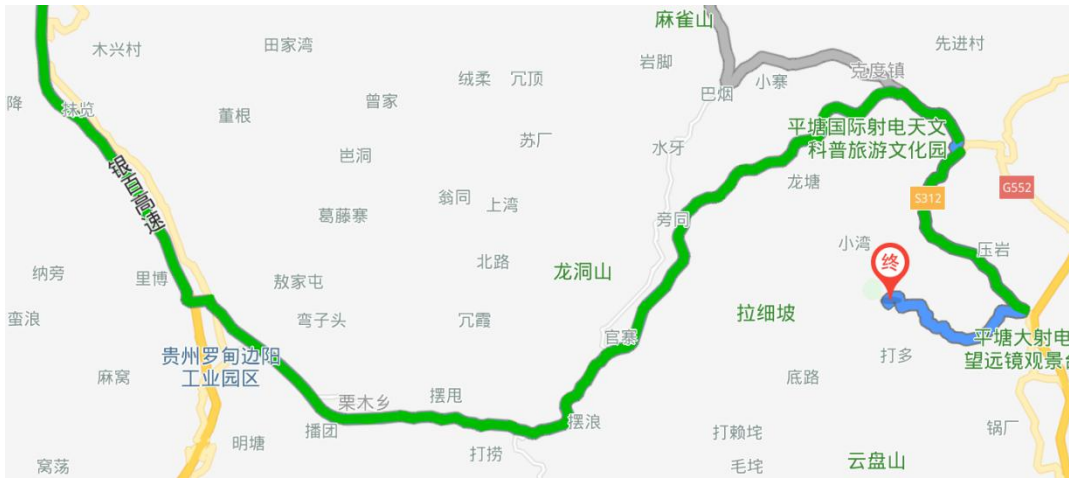 麻雀山
先进村
木兴村
田家湾
岩脚
绒柔
冗顶
小寨
克度镇
巴烟
曾家
降
抹览
董根
平塘国际射电天文
科普旅游文化园
苏厂
水牙
岜洞
银百高速
龙塘
G552
S312
翁同
上湾
葛藤寨
旁同
小湾
压岩
终
北路
龙洞山
纳旁
里博
敖家屯
蛮浪
弯子头
冗霞
拉细坡
官寨
平塘大射电
望远镜观景台
打多
贵州罗甸边阳
工业园区
麻窝
底路
栗木乡
摆甩
摆浪
播团
明塘
打捞
打赖坨
锅厂
窝荡
毛坨
云盘山